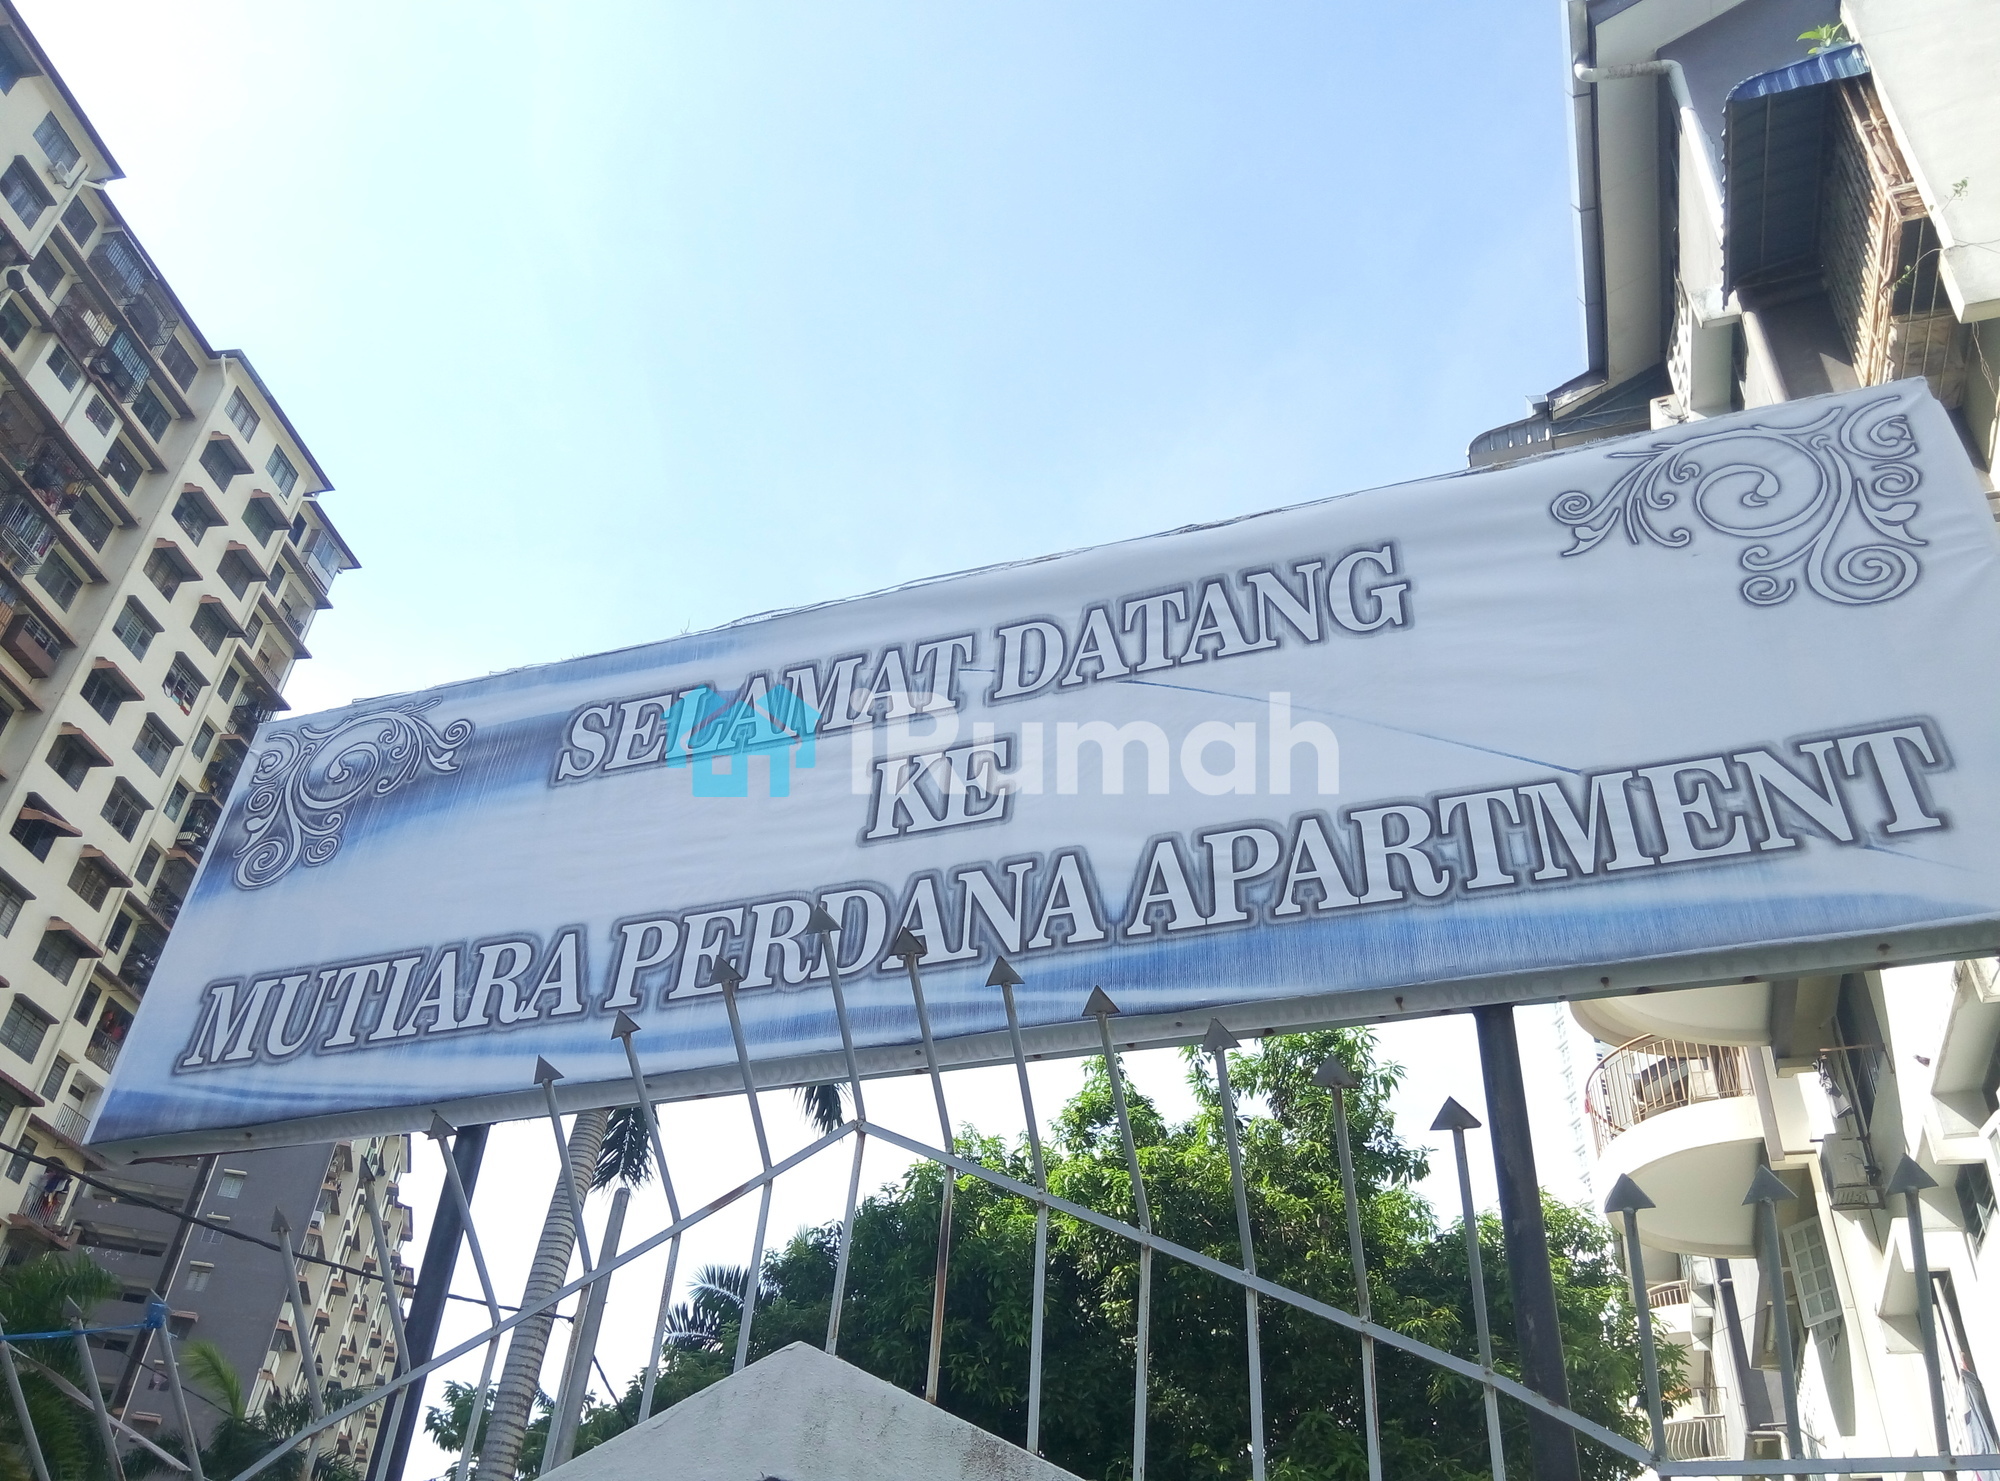 SELAMAT DATANG
KE
MUTIARA PERDANA APARTMENT
iRumah